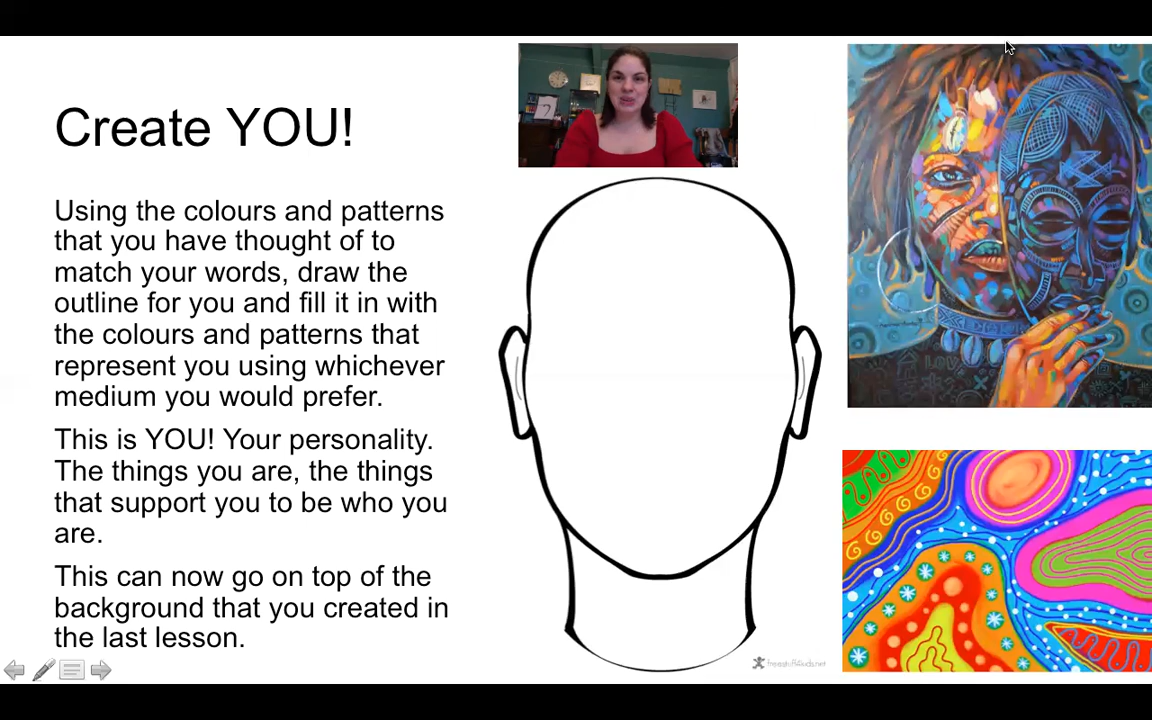 Create YOU!
Using the colours and patterns
that you have thought of to
match your words, draw the
outline for you and fill it in with
the colours and patterns that
represent you using whichever
medium you would prefer.
This is YOU! Your personality.
The things you are, the things
that support you to be who you
are.
This can now go on top of the
background that you created in
the last lesson.